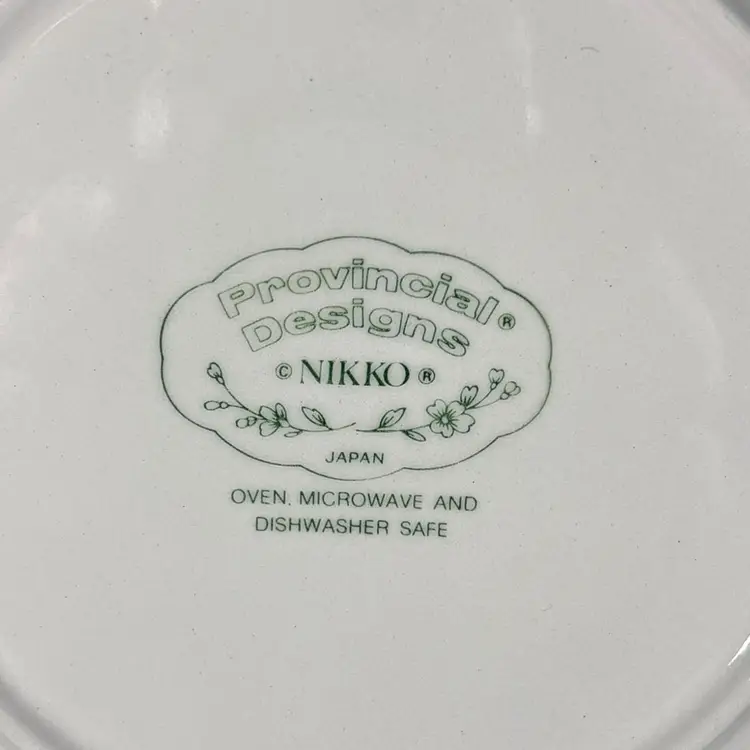 Provincial®
Designs
© NIKKO ®
JAPAN
OVEN, MICROWAVE AND
DISHWASHER SAFE